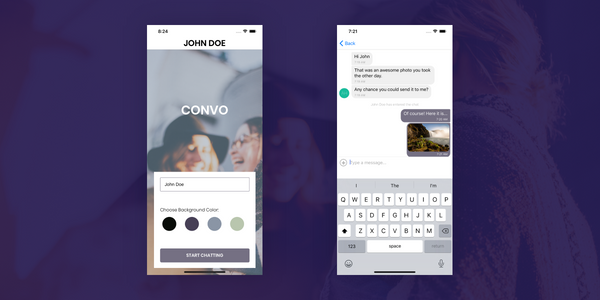 8:24
JOHN DOE
CONVO
John Doe
Choose Background Color:
START CHATTING
7:21
Back
Hi John
That was an awesome photo you took
the other day.
Any chance you could send it to me?
Of course! Here it is...
Type a message...
I The I'm
Q W E R T Y U I O P
A S D F G H J K L
Z X C V B N M
123 space return